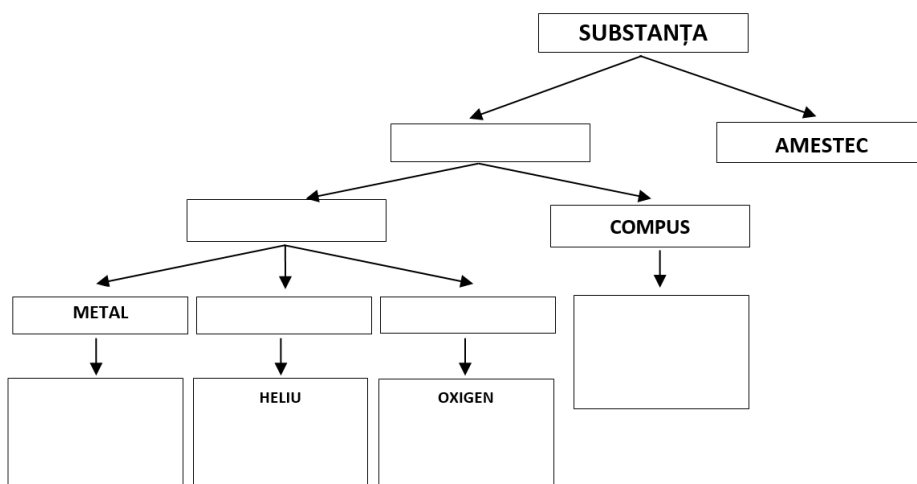 SUBSTANȚA
AMESTEC
COMPUS
METAL
HELIU
OXIGEN